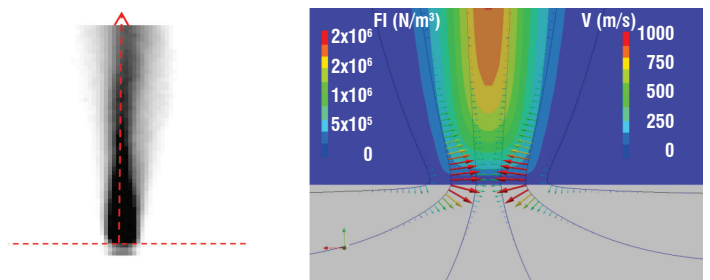 Fl (N/m³)
2x10⁶
2x10⁶
1x10⁶
5x10⁵
0
V (m/s)
1000
750
500
250
0